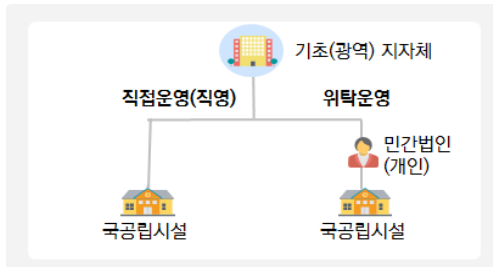 기초(광역) 지자체
직접운영(직영)
위탁운영
민간법인
(개인)
국공립시설
국공립시설